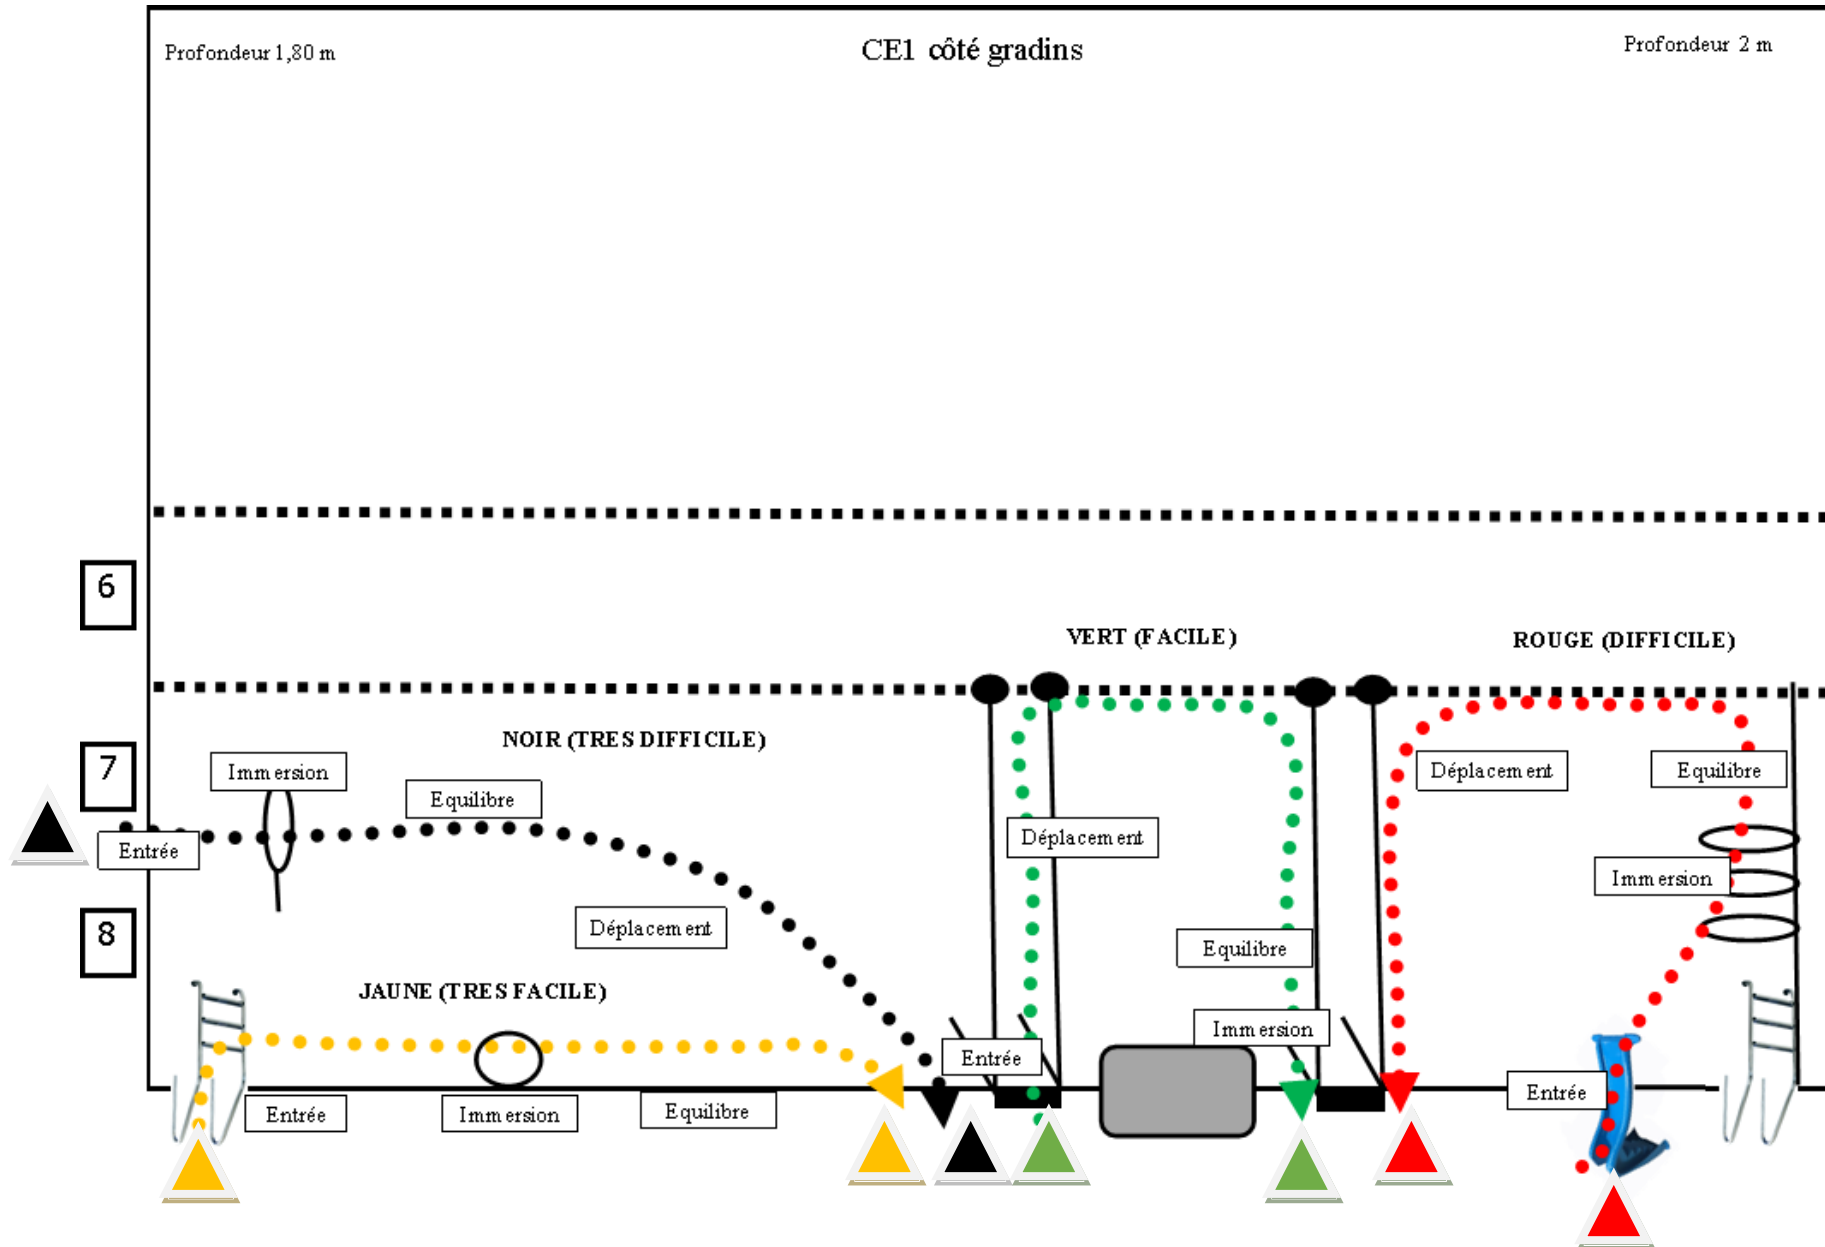 Profondeur 1,80 m
CE1 côté gradins
Profondeur 2 m
6
VERT (FACILE)
ROUGE (DIFFICILE)
NOIR (TRES DIFFICILE)
7
Immersion
Equilibre
Déplacement
Equilibre
Entrée
Déplacement
Immersion
8
Déplacement
Equilibre
JAUNE (TRES FACILE)
Immersion
Entrée
Entrée
Entrée
Immersion
Equilibre